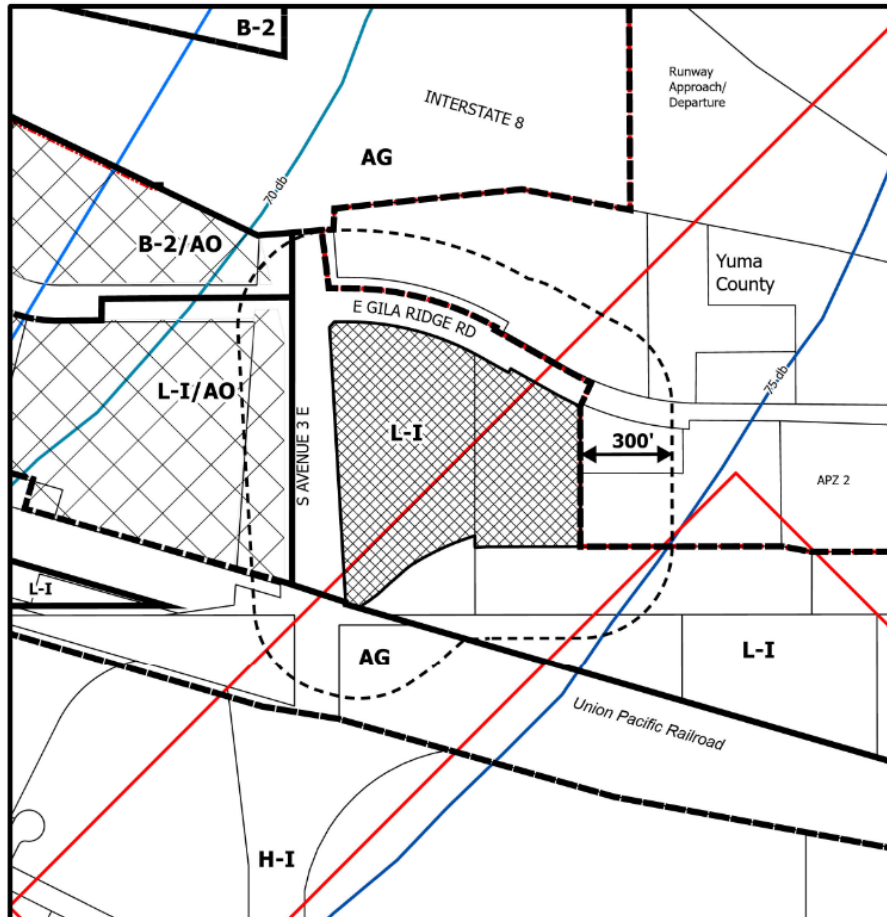 B-2
Runway
Approach/
Departure
INTERSTATE 8
AG
70 db
B-2/AO
Yuma
County
E GILA RIDGE RD
75 db
L-I/AO
S AVENUE 3 E
L-I
300'
APZ 2
L-I
AG
L-I
Union Pacific Railroad
H-I